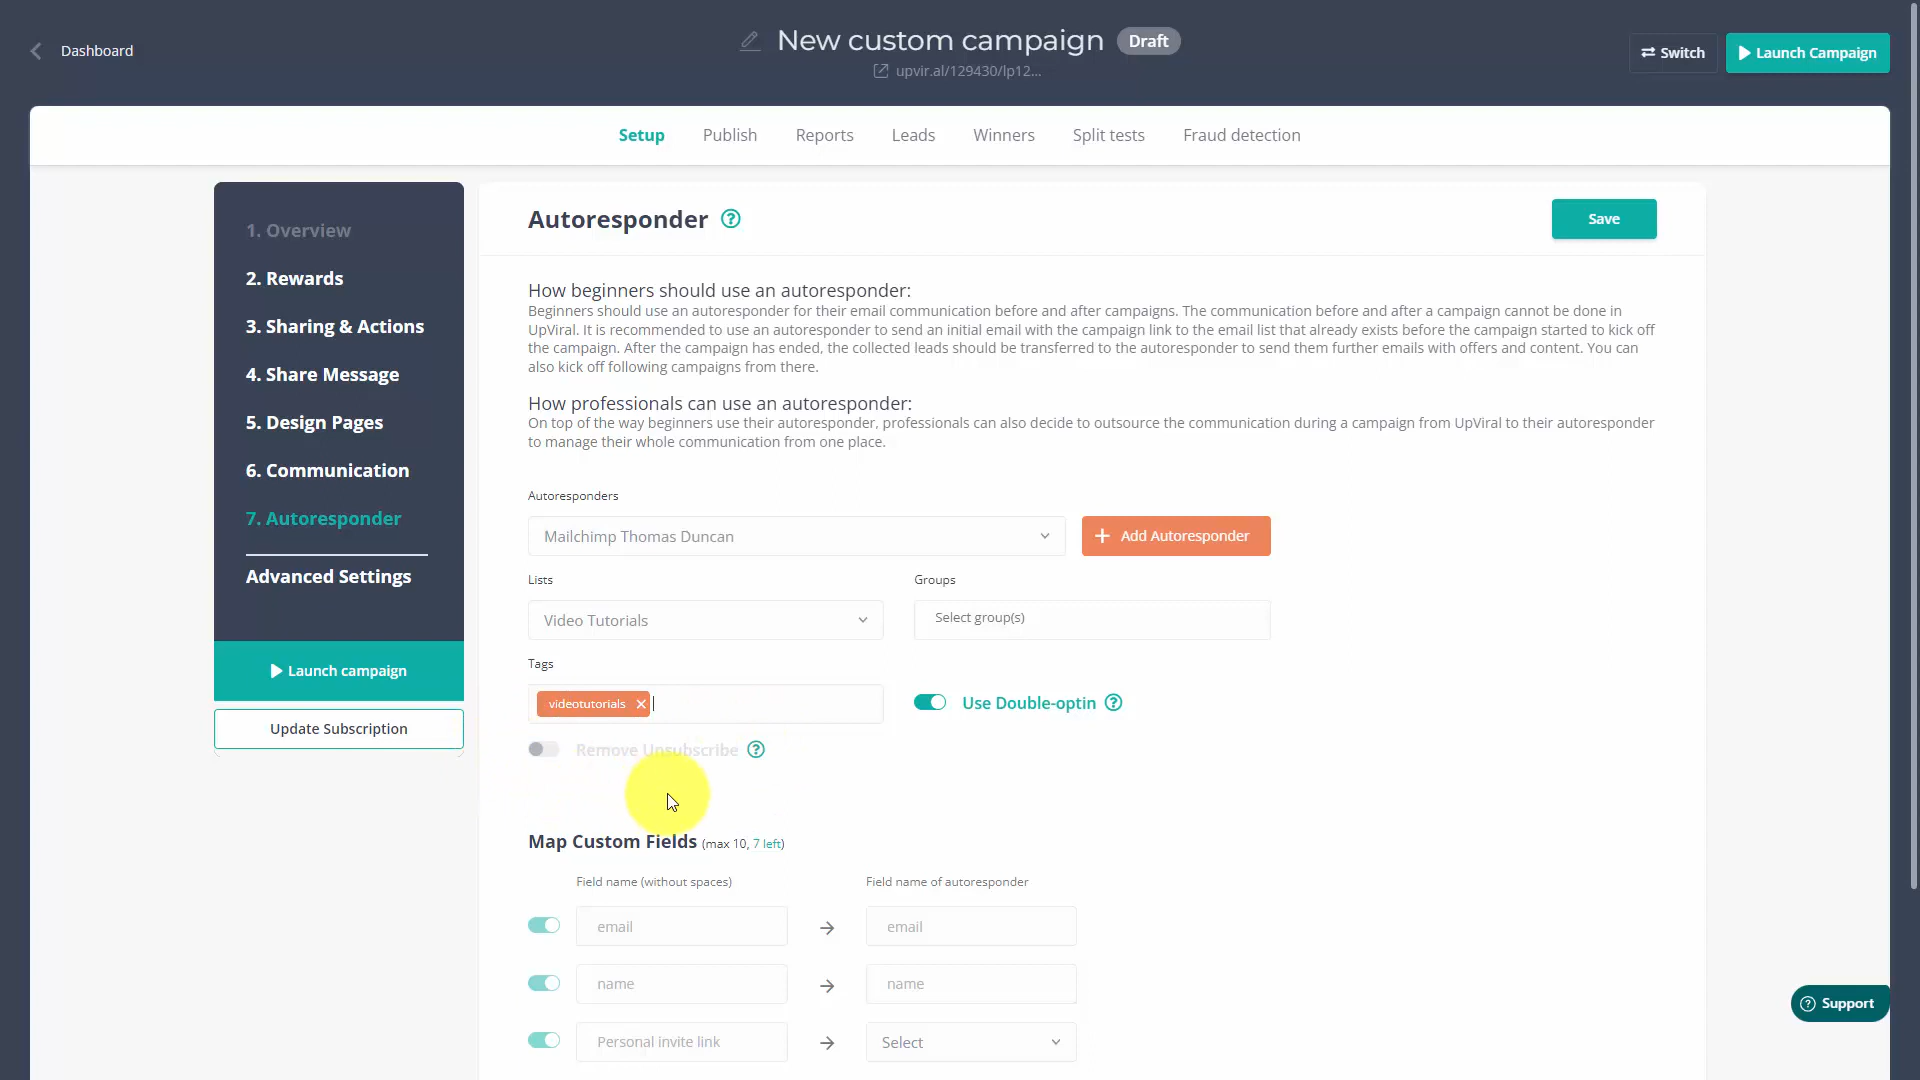 Dashboard
New custom campaign
Draft
upvir.al/129430/lp12...
Switch
Launch Campaign
Setup
Publish
Reports
Leads
Winners
Split tests
Fraud detection
1. Overview
2. Rewards
3. Sharing & Actions
4. Share Message
5. Design Pages
6. Communication
7. Autoresponder
Advanced Settings
Launch campaign
Update Subscription
Autoresponder
Save
How beginners should use an autoresponder:
Beginners should use an autoresponder for their email communication before and after campaigns. The communication before and after a campaign cannot be done in
UpViral. It is recommended to use an autoresponder to send an initial email with the campaign link to the email list that already exists before the campaign started to kick off
the campaign. After the campaign has ended, the collected leads should be transferred to the autoresponder to send them further emails with offers and content. You can
also kick off following campaigns from there.
How professionals can use an autoresponder:
On top of the way beginners use their autoresponder, professionals can also decide to outsource the communication during a campaign from UpViral to their autoresponder
to manage their whole communication from one place.
Autoresponders
Mailchimp Thomas Duncan
Add Autoresponder
Lists
Groups
Video Tutorials
Select group(s)
Tags
videotutorials
Use Double-optin
Remove Unsubscribe
Map Custom Fields (max 10, 7 left)
Field name (without spaces)
Field name of autoresponder
email
email
name
name
Personal invite link
Select
Support